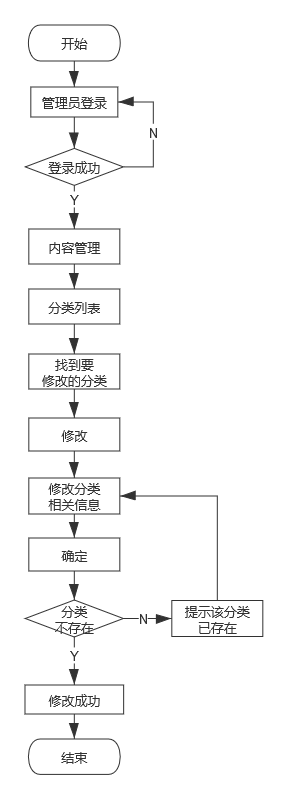 开始
管理员登录
N
登录成功
Y
内容管理
分类列表
找到要
修改的分类
修改
修改分类
相关信息
确定
分类
不存在
N
提示该分类
已存在
Y
修改成功
结束